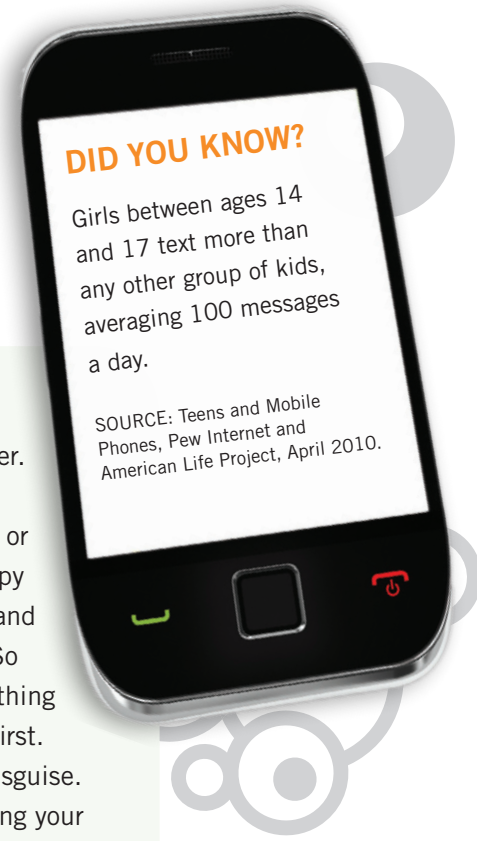 DID YOU KNOW?
Girls between ages 14
and 17 text more than
any other group of kids,
averaging 100 messages
a day.
SOURCE: Teens and Mobile
Phones, Pew Internet and
American Life Project, April 2010.
er.
or
py
and
So
thing
irst.
sguise.
ng your